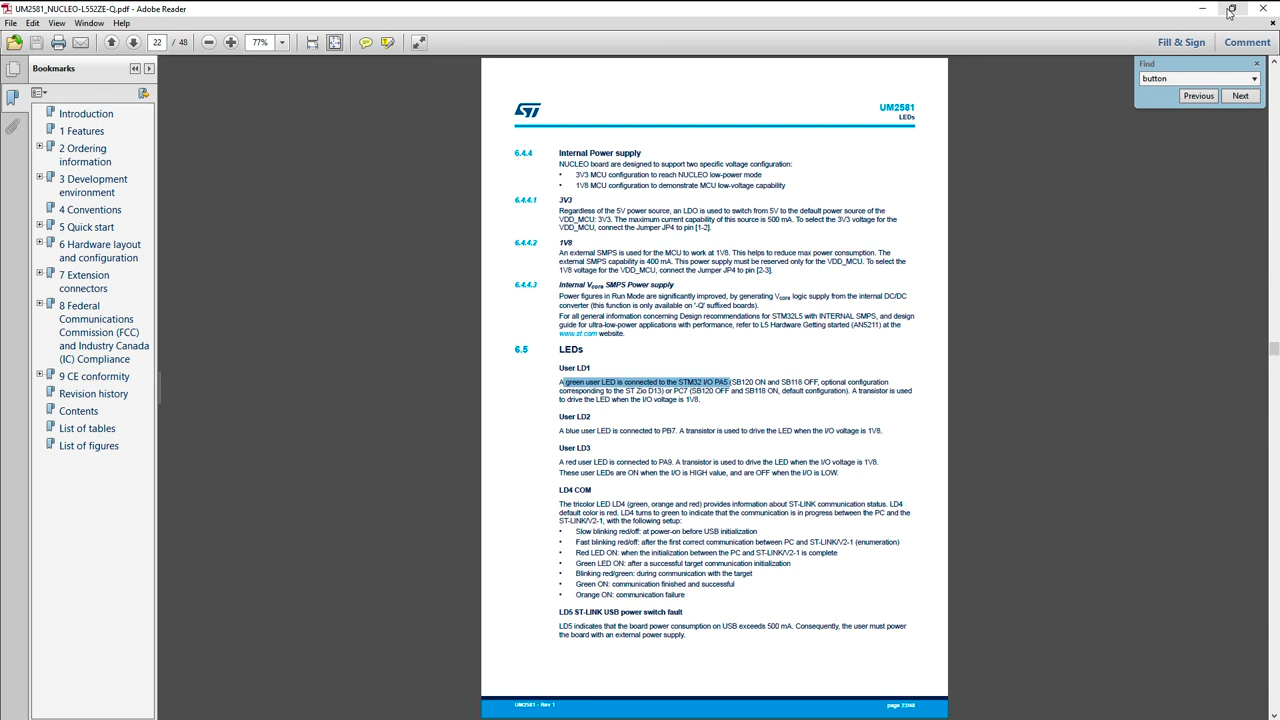 UM2581_NUCLEO-L552ZE-Q.pdf - Adobe Reader
File Edit View Window Help
22 / 48 77% Fill & Sign Comment
Bookmarks
Introduction
1 Features
2 Ordering
information
3 Development
environment
4 Conventions
5 Quick start
6 Hardware layout
and configuration
7 Extension
connectors
8 Federal
Communications
Commission (FCC)
and Industry Canada
(IC) Compliance
9 CE conformity
Revision history
Contents
List of tables
List of figures
Find
button
Previous Next
ST
UM2581
LEDs
6.4.4 Internal Power supply
NUCLEO board are designed to support two specific voltage configuration:
• 3V3 MCU configuration to reach NUCLEO low-power mode
• 1V8 MCU configuration to demonstrate MCU low-voltage capability
6.4.4.1 3V3
Regardless of the 5V power source, an LDO is used to switch from 5V to the default power source of the
VDD_MCU: 3V3. The maximum current capability of this source is 500 mA. To select the 3V3 voltage for the
VDD_MCU, connect the Jumper JP4 to pin [1-2].
6.4.4.2 1V8
An external SMPS is used for the MCU to work at 1V8. This helps to reduce max power consumption. The
external SMPS capability is 400 mA. This power supply must be reserved only for the VDD_MCU. To select the
1V8 voltage for the VDD_MCU, connect the Jumper JP4 to pin [2-3].
6.4.4.3 Internal Vcore SMPS Power supply
Power figures in Run Mode are significantly improved, by generating Vcore logic supply from the internal DC/DC
converter (this function is only available on '-Q' suffixed boards).
For all general information concerning Design recommendations for STM32L5 with INTERNAL SMPS, and design
guide for ultra-low-power applications with performance, refer to L5 Hardware Getting started (AN5211) at the
www.st.com website.
6.5 LEDs
User LD1
A green user LED is connected to the STM32 I/O PA5 (SB120 ON and SB118 OFF, optional configuration
corresponding to the ST Zio D13) or PC7 (SB120 OFF and SB118 ON, default configuration). A transistor is used
to drive the LED when the I/O voltage is 1V8.
User LD2
A blue user LED is connected to PB7. A transistor is used to drive the LED when the I/O voltage is 1V8.
User LD3
A red user LED is connected to PA9. A transistor is used to drive the LED when the I/O voltage is 1V8.
These user LEDs are ON when the I/O is HIGH value, and are OFF when the I/O is LOW.
LD4 COM
The tricolor LED LD4 (green, orange and red) provides information about ST-LINK communication status. LD4
default color is red. LD4 turns to green to indicate that the communication is in progress between the PC and the
ST-LINK/V2-1, with the following setup:
• Slow blinking red/off: at power-on before USB initialization
• Fast blinking red/off: after the first correct communication between PC and ST-LINK/V2-1 (enumeration)
• Red LED ON: when the initialization between the PC and ST-LINK/V2-1 is complete
• Green LED ON: after a successful target communication initialization
• Blinking red/green: during communication with the target
• Green ON: communication finished and successful
• Orange ON: communication failure
LD5 ST-LINK USB power switch fault
LD5 indicates that the board power consumption on USB exceeds 500 mA. Consequently, the user must power
the board with an external power supply.
UM2581 - Rev 1 page 22/48